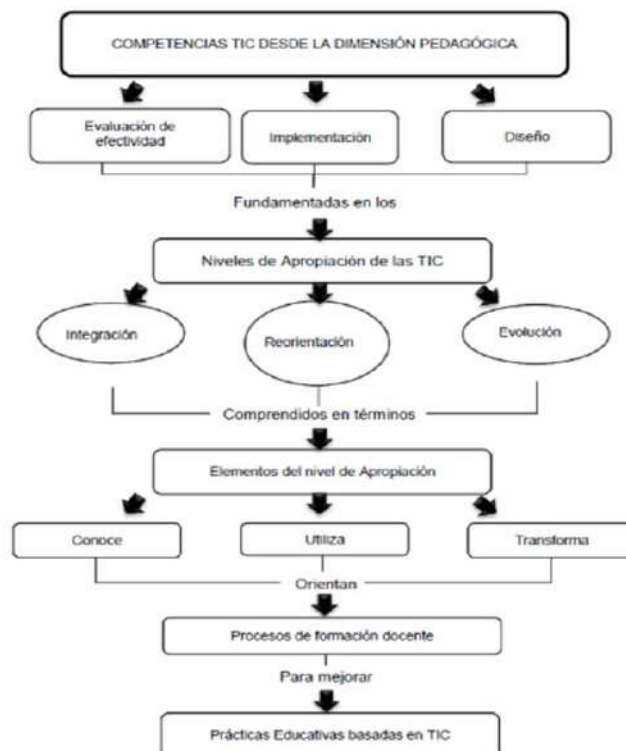 COMPETENCIAS TIC DESDE LA DIMENSIÓN PEDAGÓGICA
Evaluación de
efectividad
Implementación
Diseño
Fundamentadas en los
Niveles de Apropiación de las TIC
Integración
Reorientación
Evolución
Comprendidos en términos
Elementos del nivel de Apropiación
Conoce
Utiliza
Transforma
Orientan
Procesos de formación docente
Para mejorar
Prácticas Educativas basadas en TIC